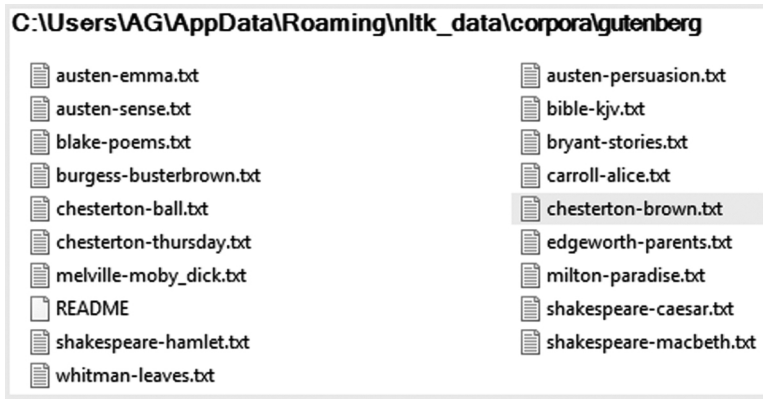 C:\Users\AG\AppData\Roaming\nltk_data\corpora\gutenberg
austen-emma.txt
austen-persuasion.txt
austen-sense.txt
bible-kjv.txt
blake-poems.txt
bryant-stories.txt
burgess-busterbrown.txt
carroll-alice.txt
chesterton-ball.txt
chesterton-brown.txt
chesterton-thursday.txt
edgeworth-parents.txt
melville-moby_dick.txt
milton-paradise.txt
README
shakespeare-caesar.txt
shakespeare-hamlet.txt
shakespeare-macbeth.txt
whitman-leaves.txt